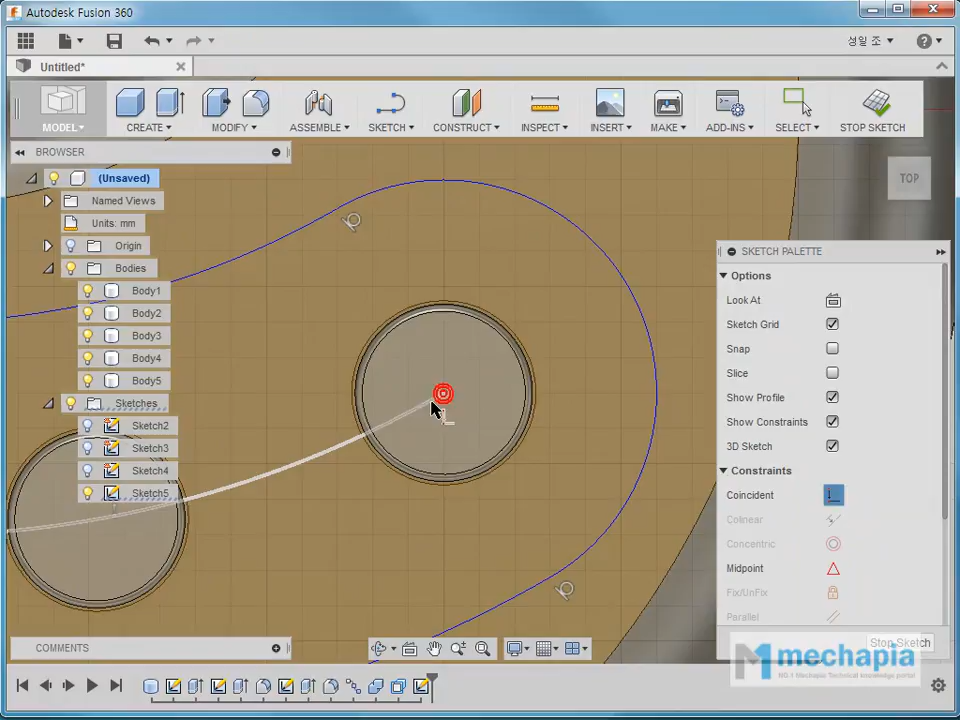 Autodesk Fusion 360
성일 조
Untitled*
MODEL
CREATE
MODIFY
ASSEMBLE
SKETCH
CONSTRUCT
INSPECT
INSERT
MAKE
ADD-INS
SELECT
STOP SKETCH
BROWSER
(Unsaved)
TOP
Named Views
Units: mm
Origin
Bodies
Body1
Body2
Body3
Body4
Body5
Sketches
Sketch2
Sketch3
Sketch4
Sketch5
SKETCH PALETTE
Options
Look At
Sketch Grid
Snap
Slice
Show Profile
Show Constraints
3D Sketch
Constraints
Coincident
Colinear
Concentric
Midpoint
Fix/UnFix
Parallel
Stop Sketch
COMMENTS
mechapia
NO.1 Mechapia Technical knowledge portal